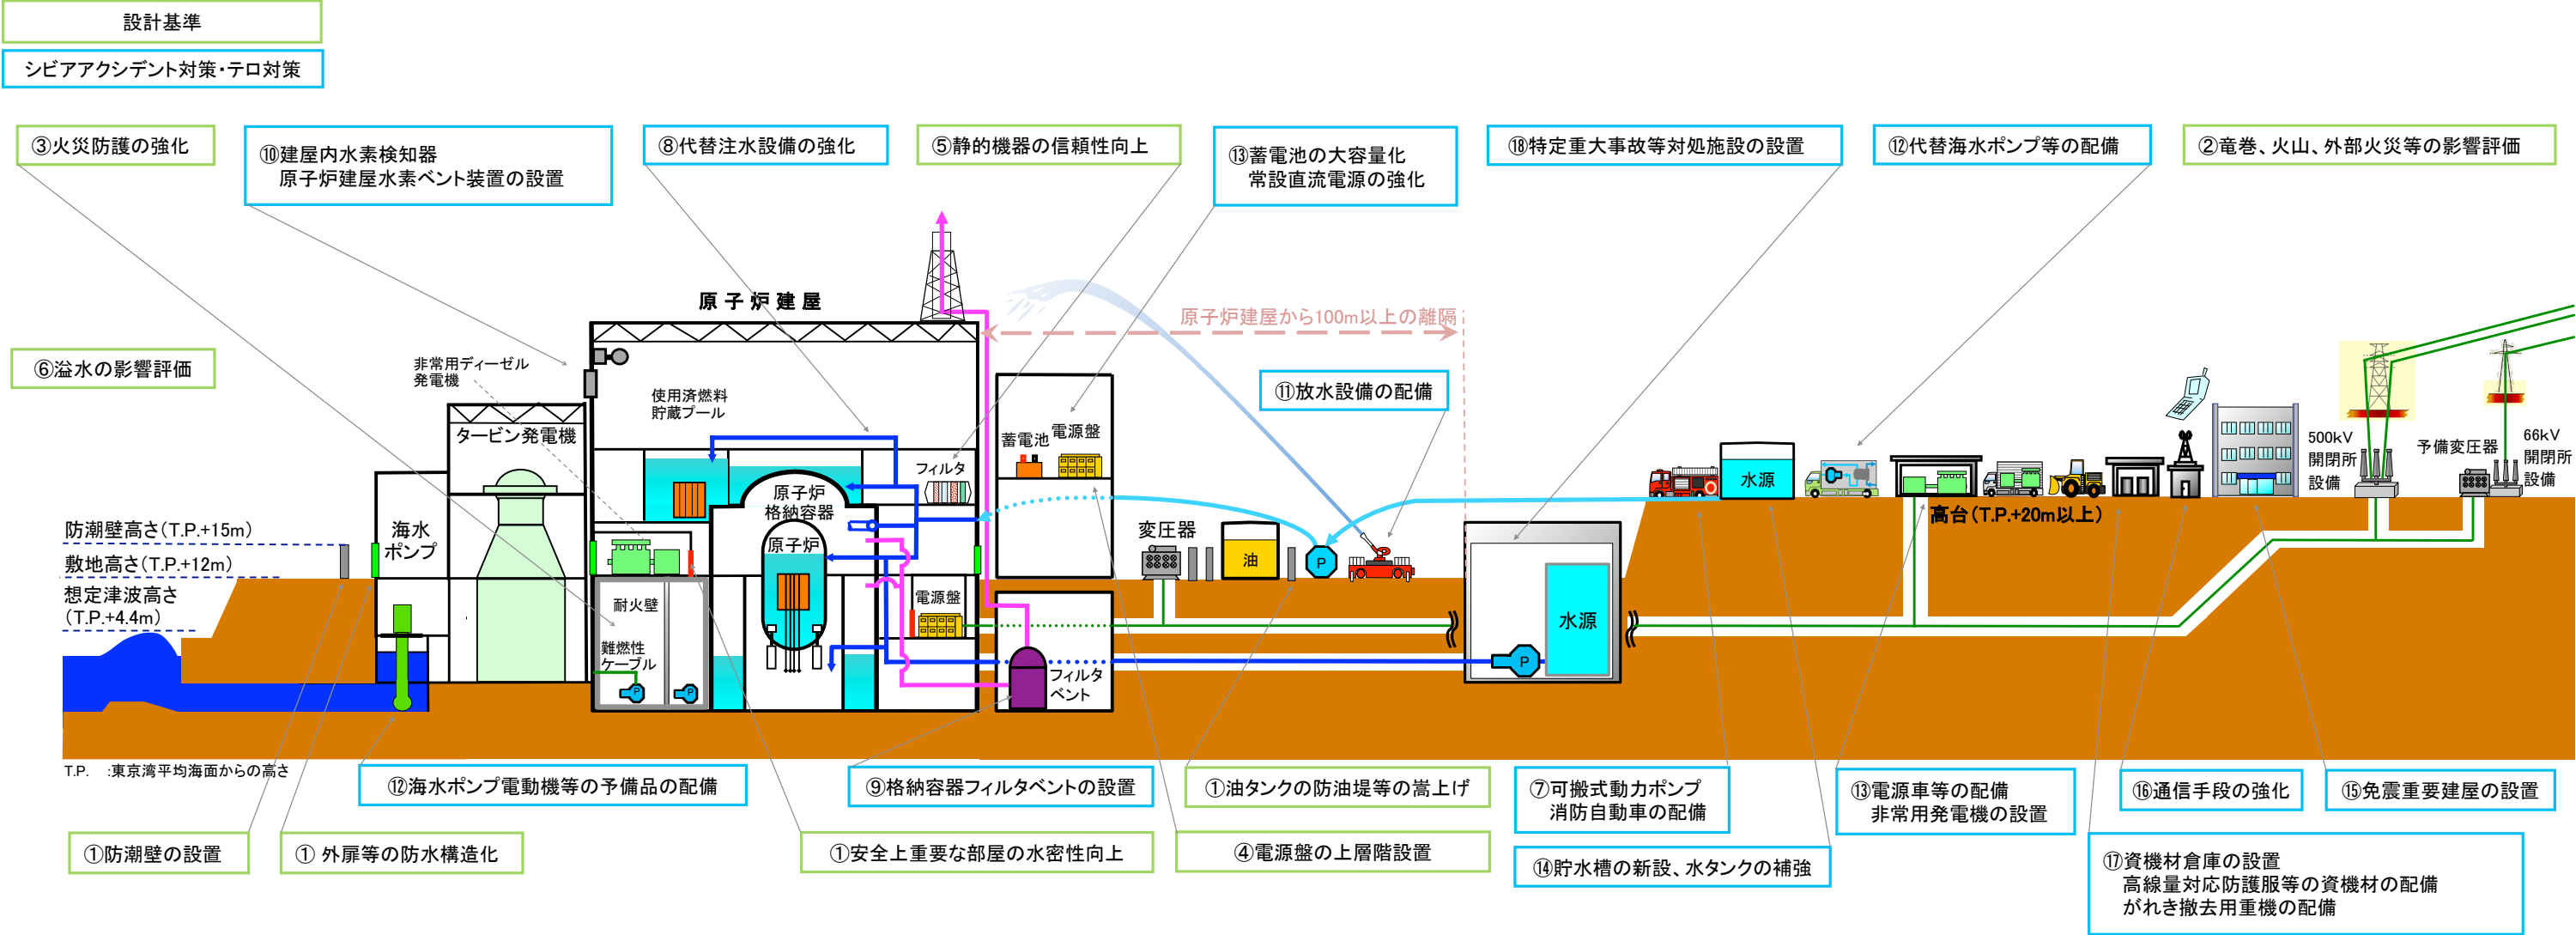 設計基準
シビアアクシデント対策・テロ対策
③火災防護の強化
⑩建屋内水素検知器
原子炉建屋水素ベント装置の設置
⑧代替注水設備の強化
⑤静的機器の信頼性向上
⑬蓄電池の大容量化
常設直流電源の強化
⑱特定重大事故等対処施設の設置
⑫代替海水ポンプ等の配備
②竜巻、火山、外部火災等の影響評価
原子炉建屋
原子炉建屋から100m以上の離隔
⑥溢水の影響評価
非常用ディーゼル
発電機
使用済燃料
貯蔵プール
⑪放水設備の配備
タービン発電機
蓄電池
電源盤
フィルタ
原子炉
格納容器
原子炉
海水
ポンプ
変圧器
油
P
水源
500kV
開閉所
設備
予備変圧器
66kV
開閉所
設備
高台(T.P.+20m以上)
防潮壁高さ(T.P.+15m)
敷地高さ(T.P.+12m)
想定津波高さ
(T.P.+4.4m)
耐火壁
難燃性
ケーブル
P
P
電源盤
フィルタ
ベント
P
水源
T.P. :東京湾平均海面からの高さ
⑫海水ポンプ電動機等の予備品の配備
⑨格納容器フィルタベントの設置
①油タンクの防油堤等の嵩上げ
⑦可搬式動力ポンプ
消防自動車の配備
⑬電源車等の配備
非常用発電機の設置
⑯通信手段の強化
⑮免震重要建屋の設置
①防潮壁の設置
① 外扉等の防水構造化
①安全上重要な部屋の水密性向上
④電源盤の上層階設置
⑭貯水槽の新設、水タンクの補強
⑰資機材倉庫の設置
高線量対応防護服等の資機材の配備
がれき撤去用重機の配備